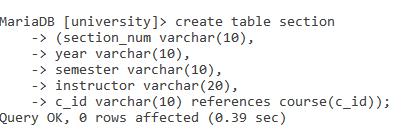 MariaDB [university]> create table section
    -> (section_num varchar(10),
    -> year varchar(10),
    -> semester varchar(10),
    -> instructor varchar(20),
    -> c_id varchar(10) references course(c_id));
Query OK, 0 rows affected (0.39 sec)